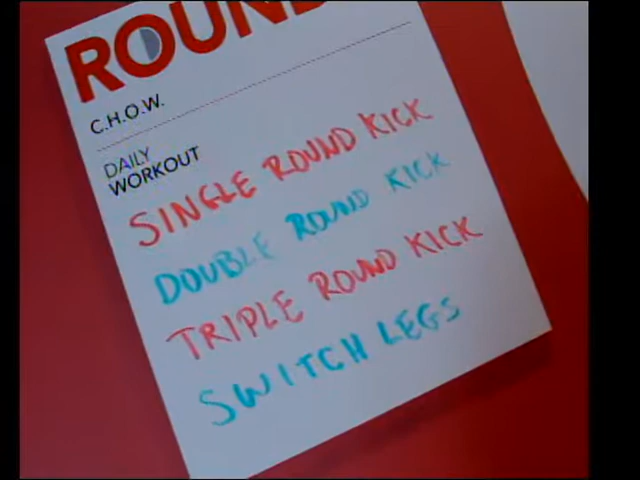 ROUN
C.H.O.W.
DAILY
WORKOUT
SINGLE ROUND KICK
DOUBLE ROUND KICK
TRIPLE ROUND KICK
SWITCH LEGS